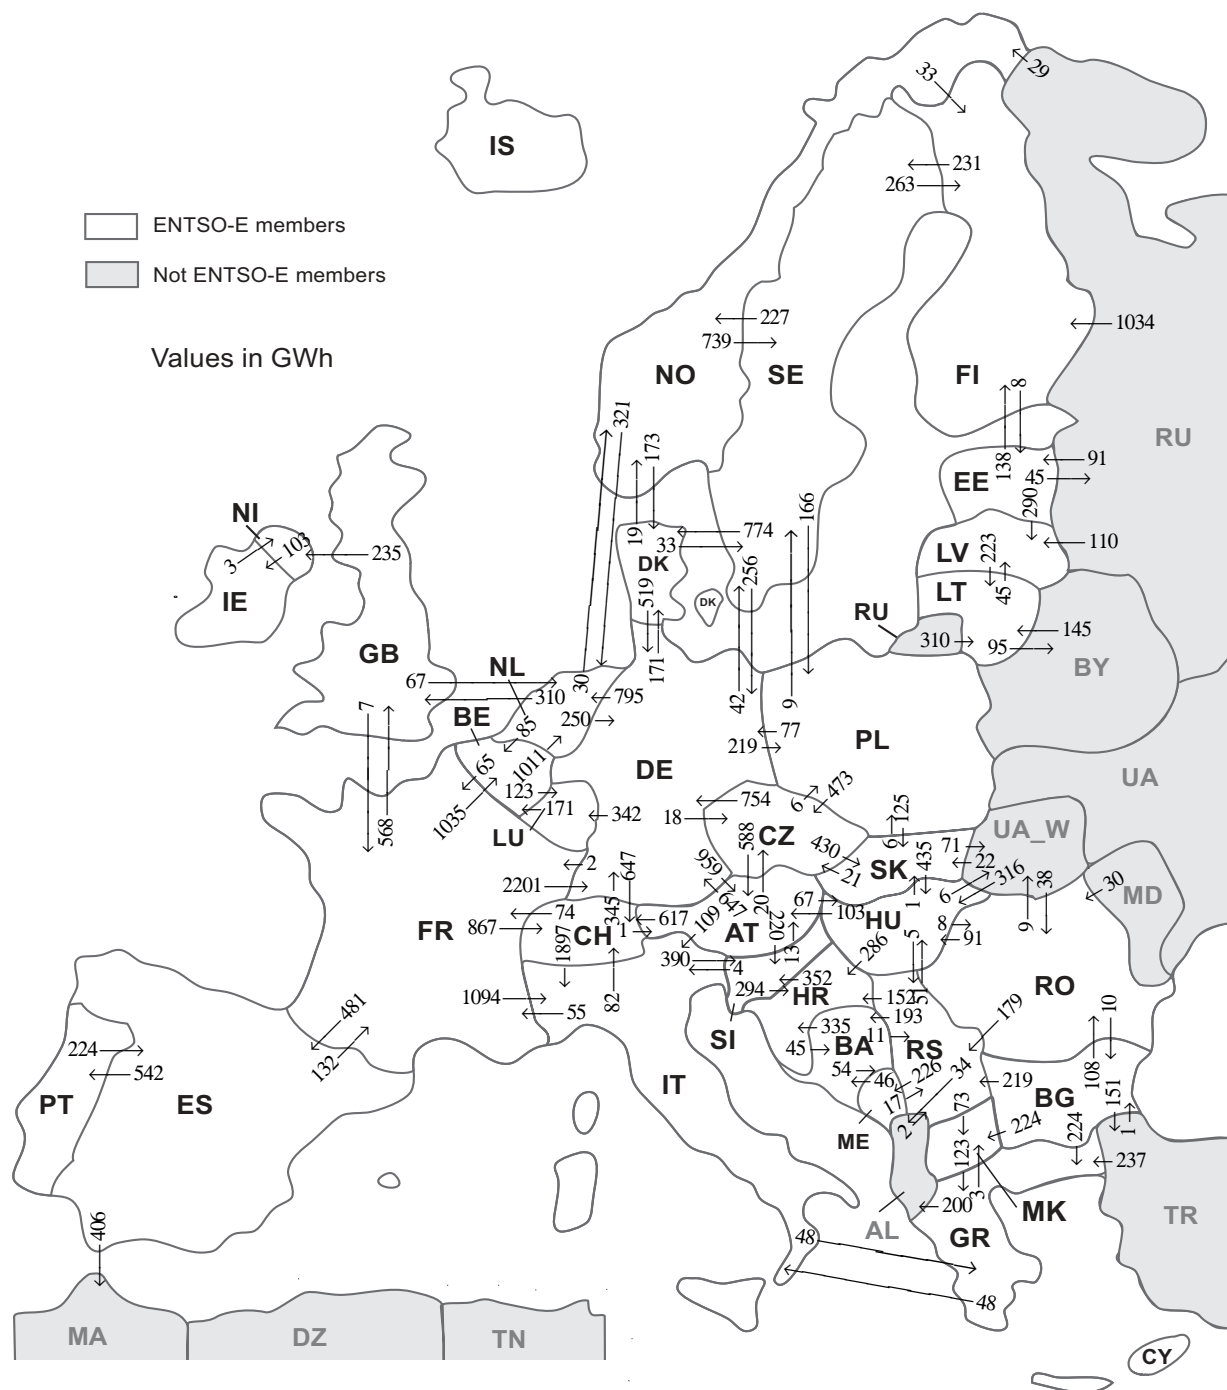 33
29
IS
231
263
ENTSO-E members
Not ENTSO-E members
227
1034
739
Values in GWh
NO
SE
FI
8
321
RU
173
138
91
45
EE
290
166
NI
103
235
3
19
774
33
DK
256
LV
223
110
IE
519
DK
LT
45
RU
310
145
95
GB
NL
171
BY
67
310
30
795
42
9
7
BE
85
250
77
219
PL
65
1011
DE
UA
123
473
6
754
1035
171
342
18
125
568
LU
588
CZ
430
6
UA_W
71
435
22
2
647
959
21
SK
316
38
30
MD
2201
345
647
20
67
1
6
74
617
109
220
103
HU
8
9
FR
867
CH
1
AT
5
91
1897
13
286
390
4
352
RO
1094
82
294
HR
152
51
10
481
55
193
179
SI
335
11
224
132
45
BA
RS
542
54
34
108
IT
46
226
219
PT
ES
17
73
BG
151
ME
2
224
224
1
123
237
3
200
MK
406
AL
GR
TR
48
48
MA
DZ
TN
CY